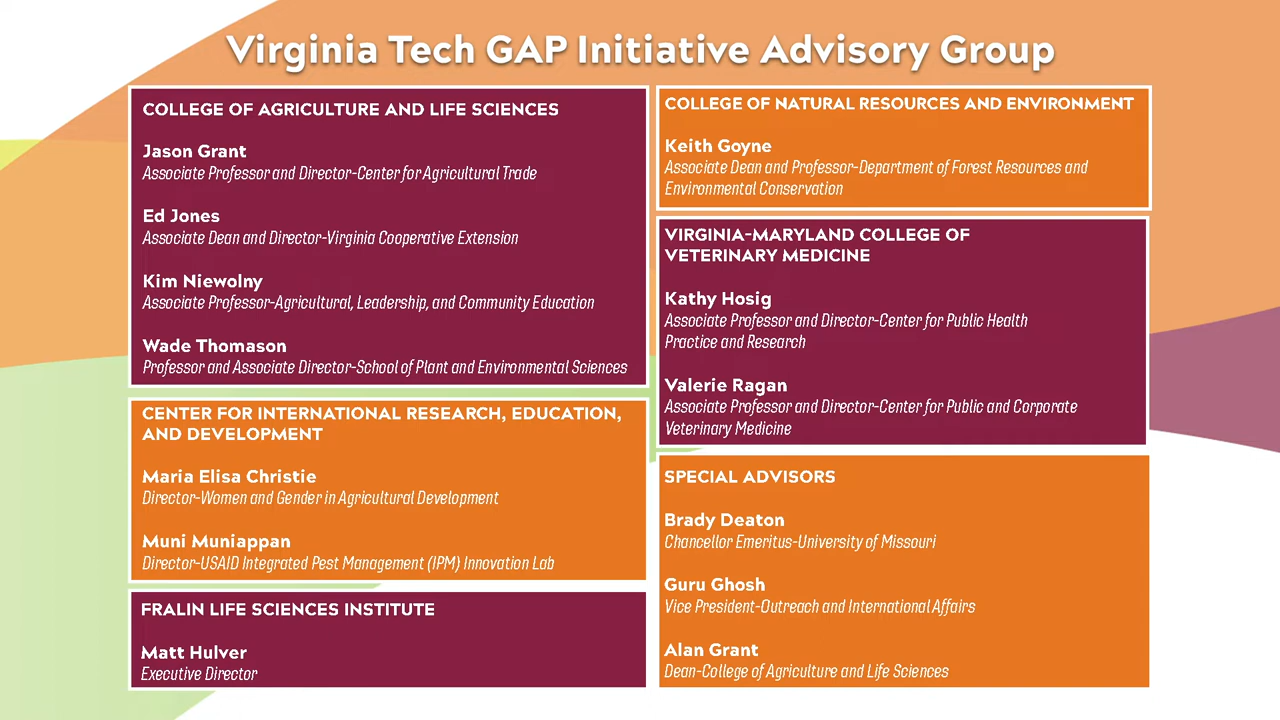 Virginia Tech GAP Initiative Advisory Group
COLLEGE OF AGRICULTURE AND LIFE SCIENCES
Jason Grant
Associate Professor and Director-Center for Agricultural Trade
Ed Jones
Associate Dean and Director-Virginia Cooperative Extension
Kim Niewolny
Associate Professor-Agricultural, Leadership, and Community Education
Wade Thomason
Professor and Associate Director-School of Plant and Environmental Sciences
CENTER FOR INTERNATIONAL RESEARCH, EDUCATION,
AND DEVELOPMENT
Maria Elisa Christie
Director-Women and Gender in Agricultural Development
Muni Muniappan
Director-USAID Integrated Pest Management (IPM) Innovation Lab
FRALIN LIFE SCIENCES INSTITUTE
Matt Hulver
Executive Director
COLLEGE OF NATURAL RESOURCES AND ENVIRONMENT
Keith Goyne
Associate Dean and Professor-Department of Forest Resources and
Environmental Conservation
VIRGINIA-MARYLAND COLLEGE OF
VETERINARY MEDICINE
Kathy Hosig
Associate Professor and Director-Center for Public Health
Practice and Research
Valerie Ragan
Associate Professor and Director-Center for Public and Corporate
Veterinary Medicine
SPECIAL ADVISORS
Brady Deaton
Chancellor Emeritus-University of Missouri
Guru Ghosh
Vice President-Outreach and International Affairs
Alan Grant
Dean-College of Agriculture and Life Sciences